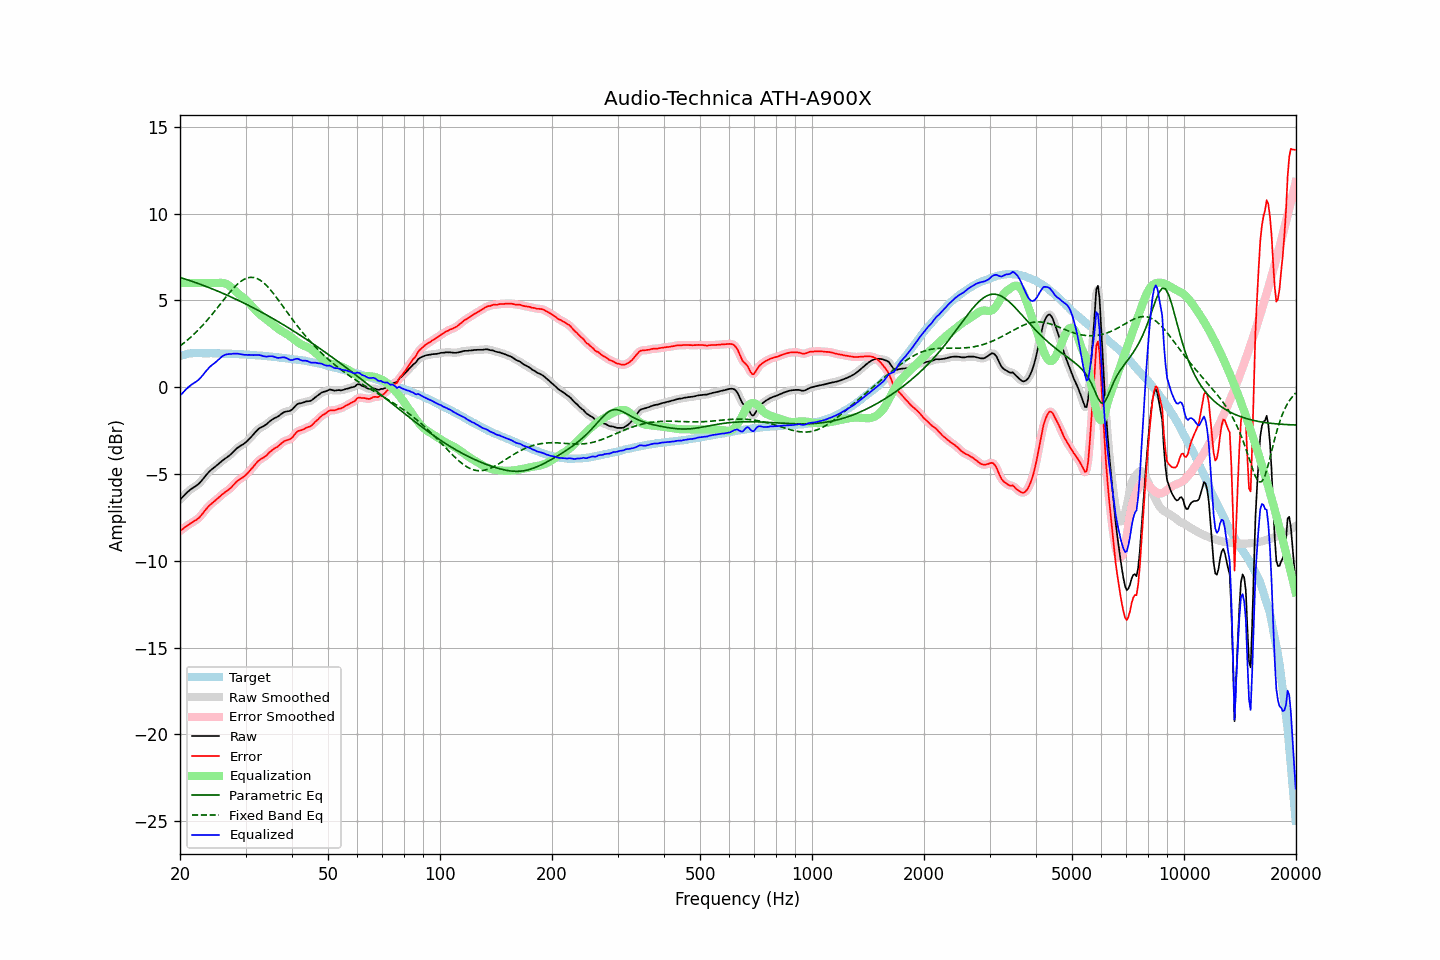 Audio-Technica ATH-A900X
15
10
5
0
−5
−10
−15
−20
−25
Amplitude (dBr)
Target
Raw Smoothed
Error Smoothed
Raw
Error
Equalization
Parametric Eq
Fixed Band Eq
Equalized
20 50 100 200 500 1000 2000 5000 10000 20000
Frequency (Hz)